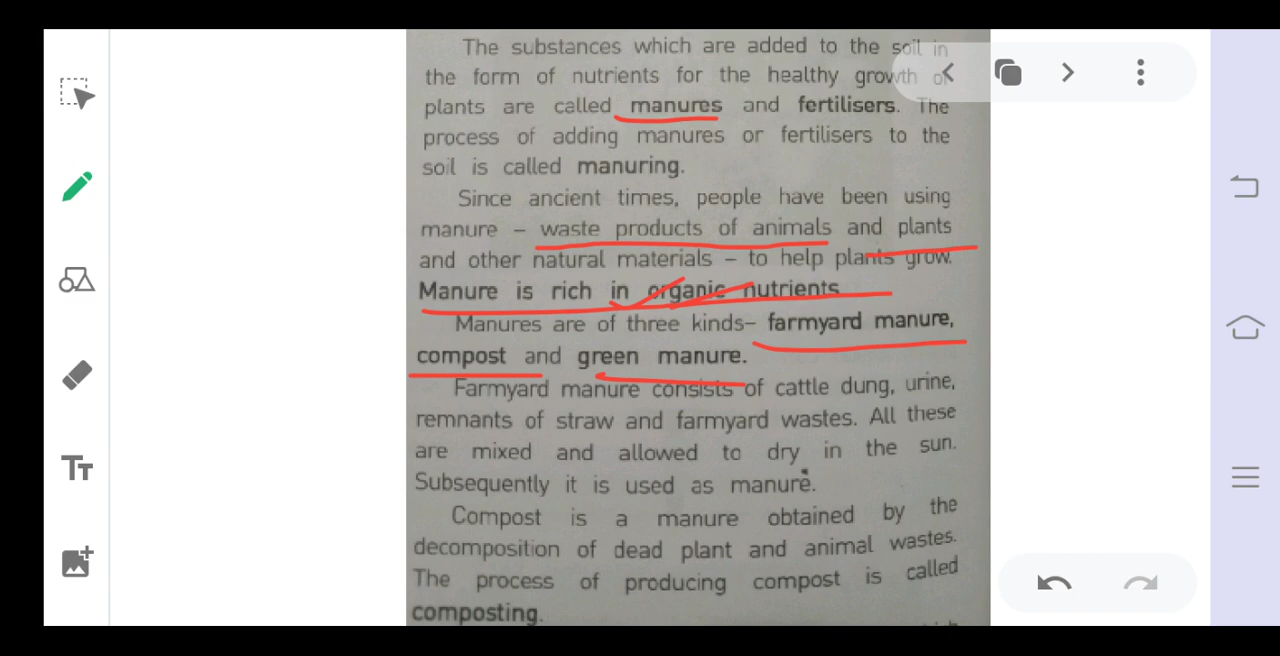 The substances which are added to the soil in
the form of nutrients for the healthy growth of
plants are called manures and fertilisers. The
process of adding manures or fertilisers to the
soil is called manuring.
Since ancient times, people have been using
manure – waste products of animals and plants
and other natural materials – to help plants grow.
Manure is rich in organic nutrients
Manures are of three kinds– farmyard manure,
compost and green manure.
Farmyard manure consists of cattle dung, urine,
remnants of straw and farmyard wastes. All these
are mixed and allowed to dry in the sun.
Subsequently it is used as manure.
Compost is a manure obtained by the
decomposition of dead plant and animal wastes.
The process of producing compost is called
composting.
TT